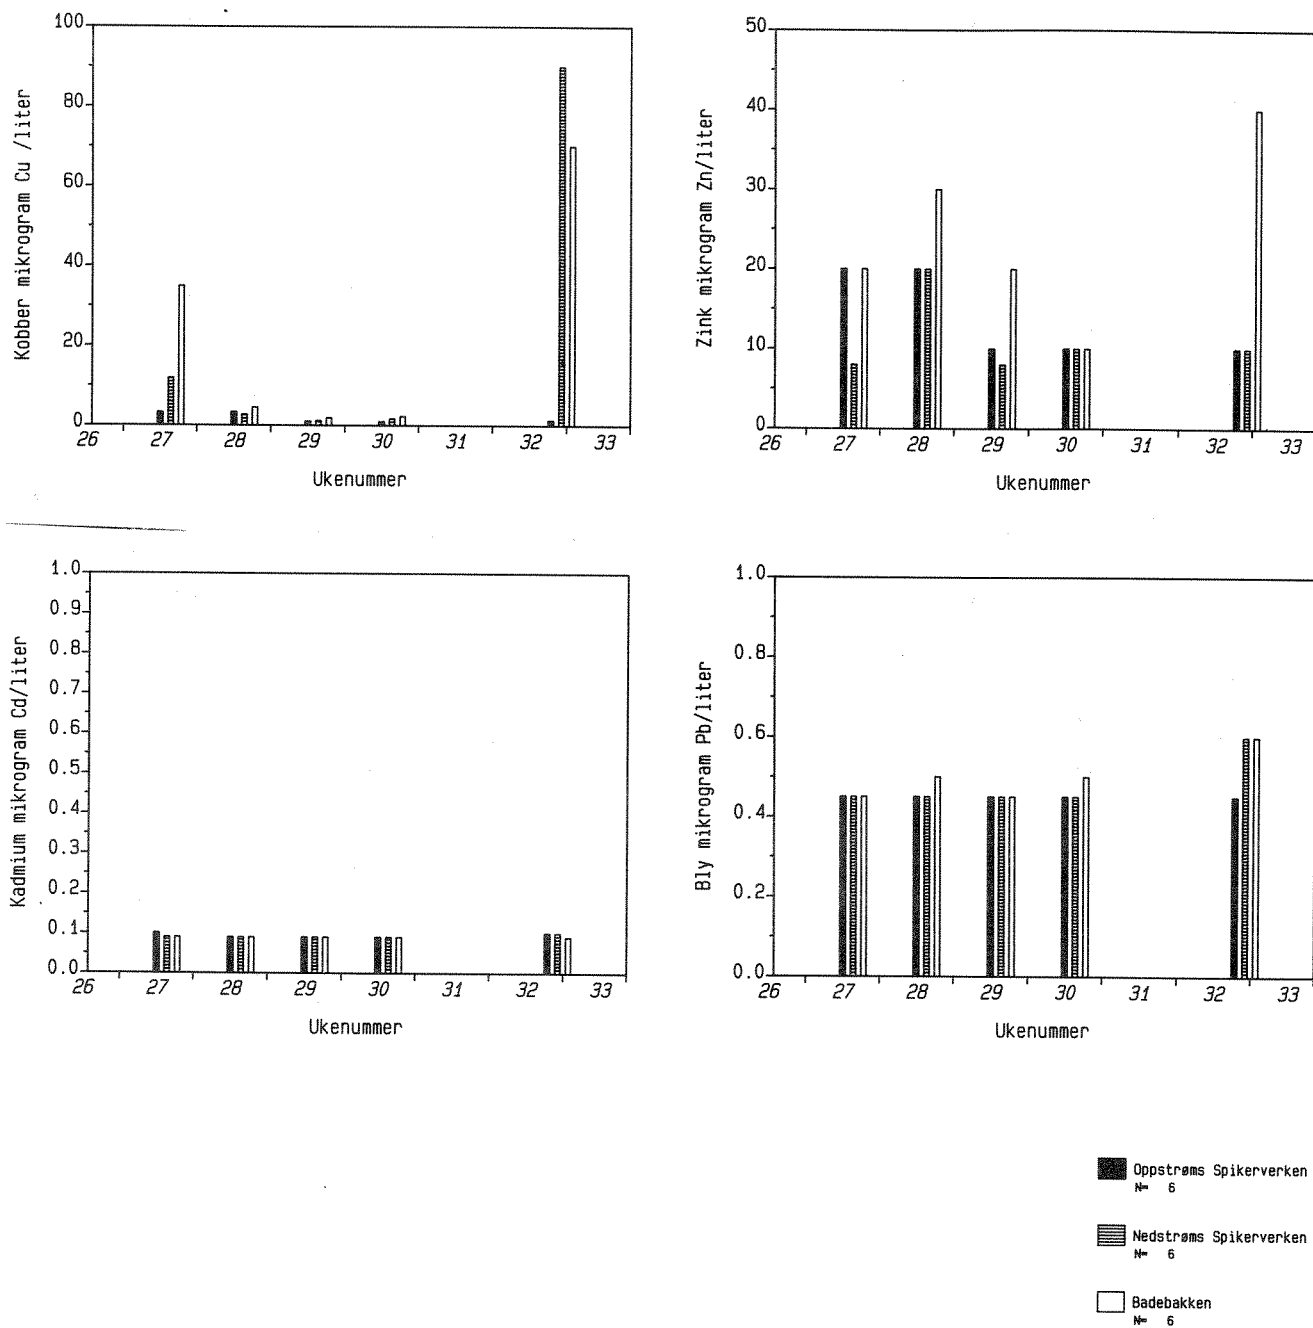 Kobber mikrogram Cu /liter
100
80
60
40
20
0
26 27 28 29 30 31 32 33
Ukenummer
Zink mikrogram Zn/liter
50
40
30
20
10
0
26 27 28 29 30 31 32 33
Ukenummer
Kadmium mikrogram Cd/liter
1.0
0.9
0.8
0.7
0.6
0.5
0.4
0.3
0.2
0.1
0.0
26 27 28 29 30 31 32 33
Ukenummer
Bly mikrogram Pb/liter
1.0
0.8
0.6
0.4
0.2
0.0
26 27 28 29 30 31 32 33
Ukenummer
Oppstrøms Spikerverken
N= 6
Nedstrøms Spikerverken
N= 6
Badebakken
N= 6